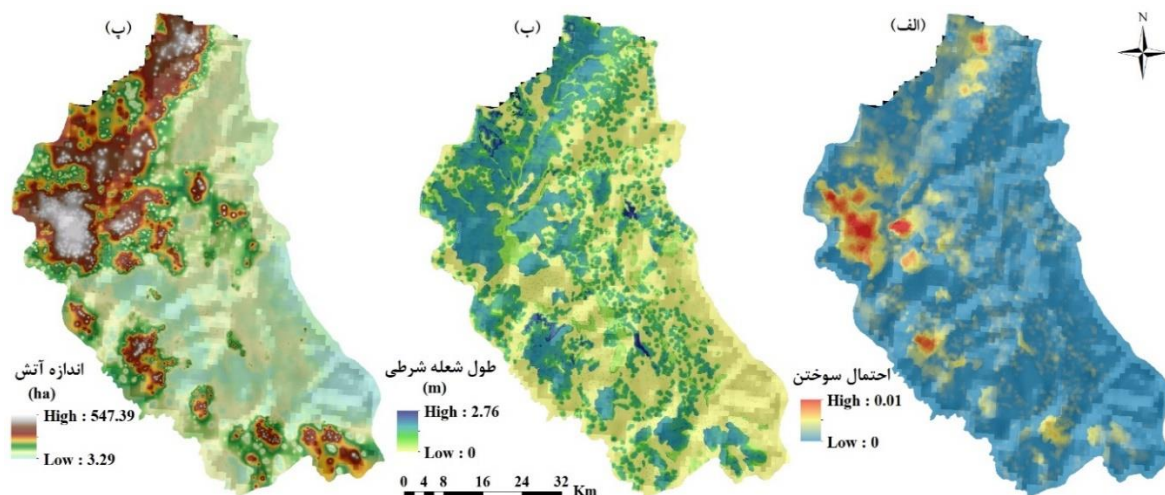 (الف)
N
احتمال سوختن
High : 0.01
Low : 0
(ب)
طول شعله شرطی
(m)
High : 2.76
Low : 0
0 4 8 16 24 32
Km
(پ)
اندازه آتش
(ha)
High : 547.39
Low : 3.29